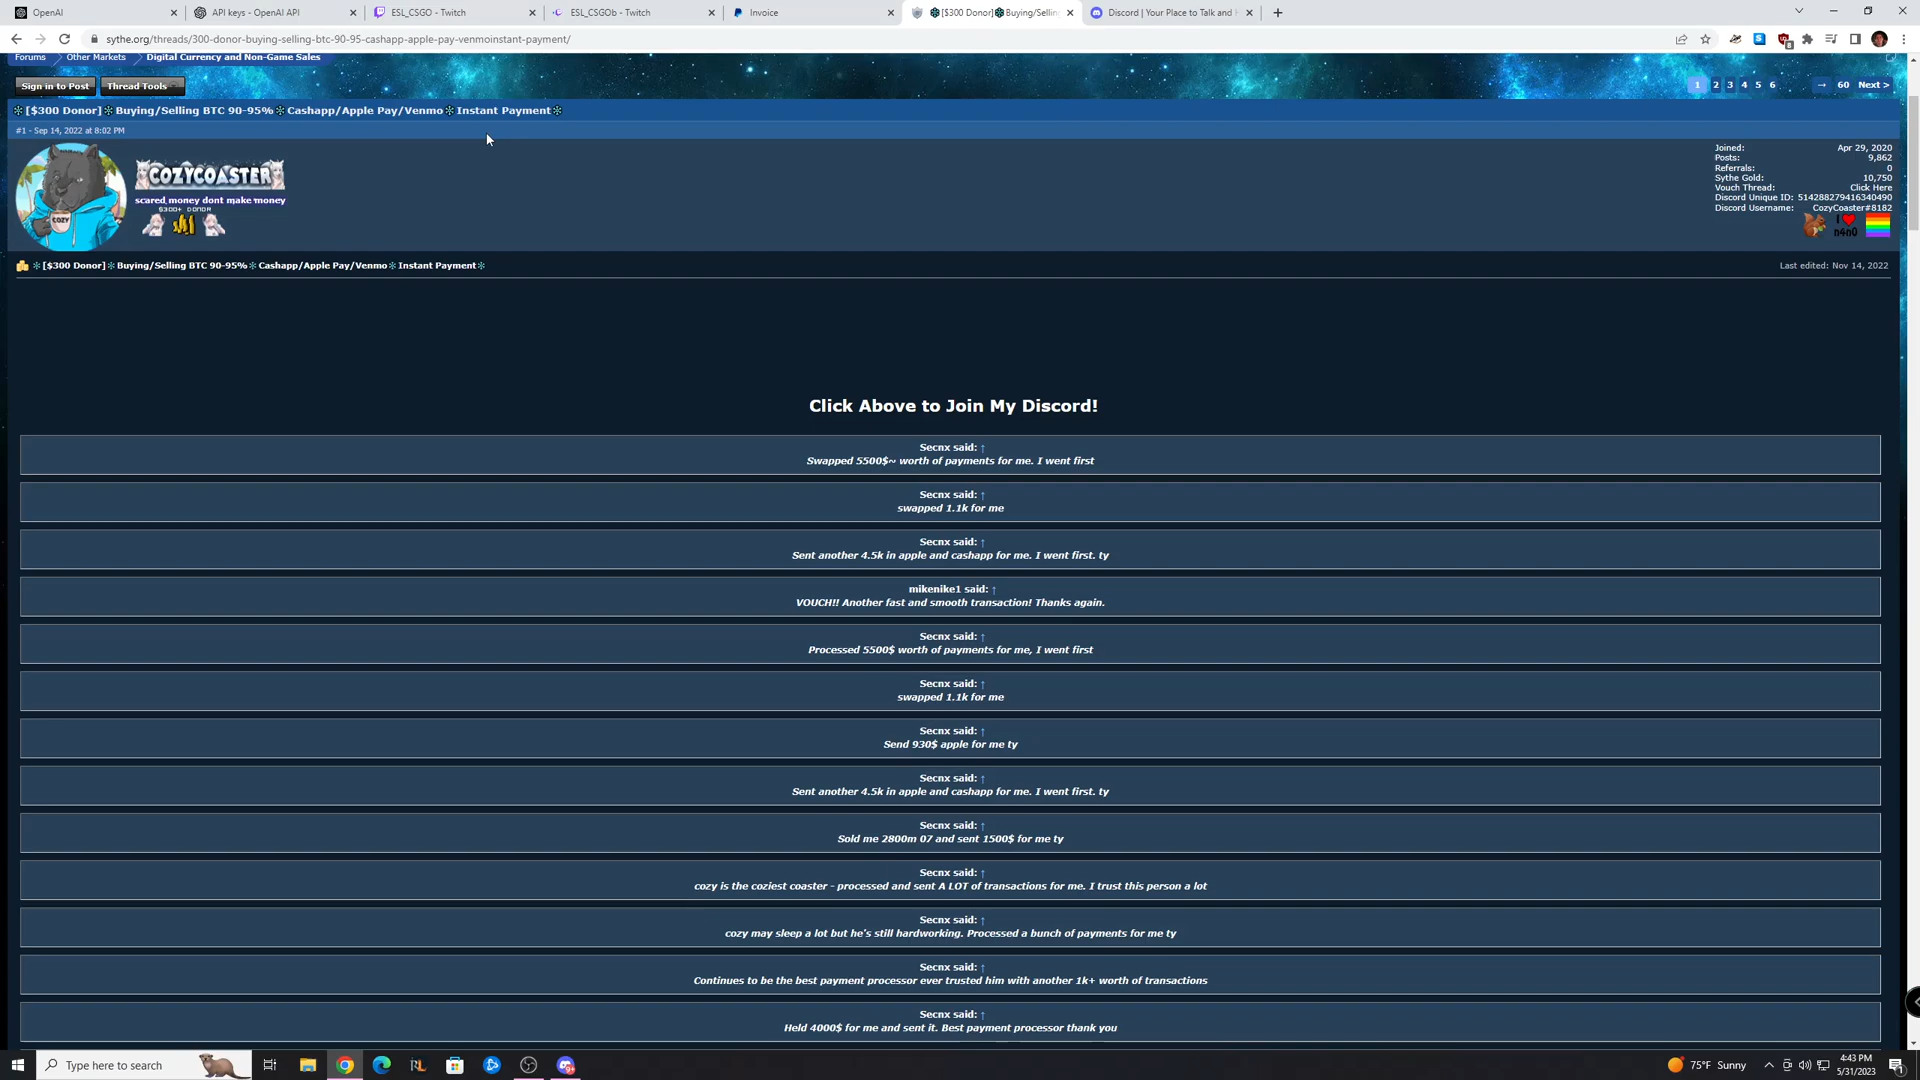 OpenAI
API keys - OpenAI API
ESL_CSGO - Twitch
ESL_CSGOb - Twitch
Invoice
✻[$300 Donor]✻Buying/Sellin
Discord | Your Place to Talk and H
sythe.org/threads/300-donor-buying-selling-btc-90-95-cashapp-apple-pay-venmoinstant-payment/
Forums
Other Markets
Digital Currency and Non-Game Sales
Sign in to Post
Thread Tools
1 2 3 4 5 6 → 60 Next >
✻[$300 Donor]✻Buying/Selling BTC 90-95%✻Cashapp/Apple Pay/Venmo✻Instant Payment✻
#1 - Sep 14, 2022 at 8:02 PM
COZY
COZYCOASTER
scared money dont make money
$300+ DONOR
Joined: Apr 29, 2020
Posts: 9,862
Referrals: 0
Sythe Gold: 10,750
Vouch Thread: Click Here
Discord Unique ID: 514288279416340490
Discord Username: CozyCoaster#8182
I ❤
n4n0
✻[$300 Donor]✻Buying/Selling BTC 90-95%✻Cashapp/Apple Pay/Venmo✻Instant Payment✻
Last edited: Nov 14, 2022
Click Above to Join My Discord!
Secnx said: ↑
Swapped 5500$~ worth of payments for me. I went first
Secnx said: ↑
swapped 1.1k for me
Secnx said: ↑
Sent another 4.5k in apple and cashapp for me. I went first. ty
mikenike1 said: ↑
VOUCH!! Another fast and smooth transaction! Thanks again.
Secnx said: ↑
Processed 5500$ worth of payments for me, I went first
Secnx said: ↑
swapped 1.1k for me
Secnx said: ↑
Send 930$ apple for me ty
Secnx said: ↑
Sent another 4.5k in apple and cashapp for me. I went first. ty
Secnx said: ↑
Sold me 2800m 07 and sent 1500$ for me ty
Secnx said: ↑
cozy is the coziest coaster - processed and sent A LOT of transactions for me. I trust this person a lot
Secnx said: ↑
cozy may sleep a lot but he's still hardworking. Processed a bunch of payments for me ty
Secnx said: ↑
Continues to be the best payment processor ever trusted him with another 1k+ worth of transactions
Secnx said: ↑
Held 4000$ for me and sent it. Best payment processor thank you
Type here to search
75°F Sunny
4:43 PM
5/31/2023